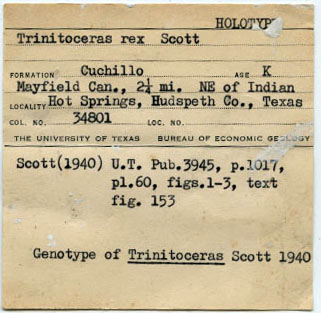 HOLOTYPE
Trinitoceras rex Scott
FORMATION Cuchillo AGE K
Mayfield Can., 2¼ mi. NE of Indian
LOCALITY Hot Springs, Hudspeth Co., Texas
COL. NO. 34801 LOC. NO.
THE UNIVERSITY OF TEXAS BUREAU OF ECONOMIC GEOLOGY
Scott(1940) U.T. Pub.3945, p.1017,
pl.60, figs.1-3, text
fig. 153
Genotype of Trinitoceras Scott 1940